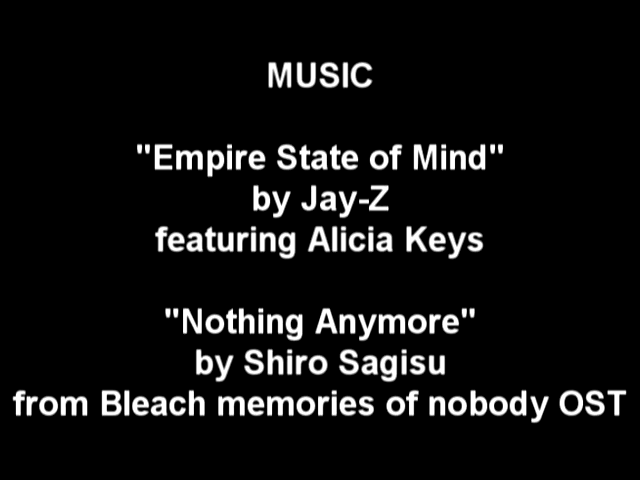 MUSIC
"Empire State of Mind"
by Jay-Z
featuring Alicia Keys
"Nothing Anymore"
by Shiro Sagisu
from Bleach memories of nobody OST